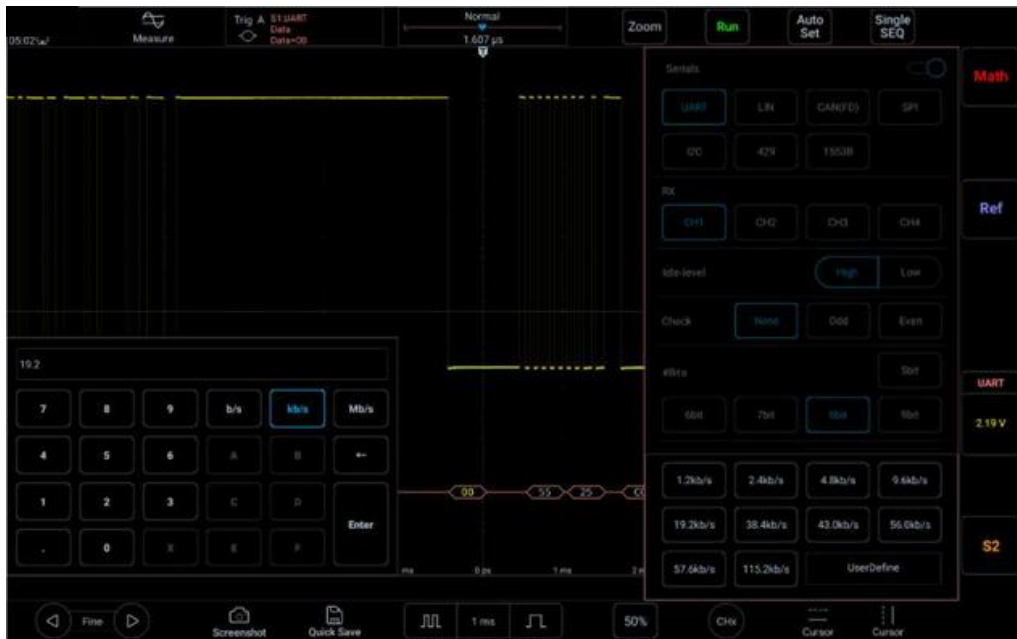 Measure
Trig A S1:UART
Data
Data=00
Normal
1.607 μs
T
Zoom
Run
Auto
Set
Single
SEQ
Serials
UART LIN CAN(FD) SPI
I2C 429 1553B
RX
CH1 CH2 CH3 CH4
Idle-level High Low
Check None Odd Even
#Bits 5bit
6bit 7bit 8bit 9bit
1.2kb/s 2.4kb/s 4.8kb/s 9.6kb/s
19.2kb/s 38.4kb/s 43.0kb/s 56.0kb/s
57.6kb/s 115.2kb/s UserDefine
Math
Ref
UART
2.19 V
S2
19.2
7 8 9 b/s kb/s Mb/s
4 5 6 A B ←
1 2 3 C D Enter
. 0 X E F
00 55 25
ms 0 ps 1 ms
Fine
Screenshot
Quick Save
1 ms
50%
CHx
Cursor
Cursor